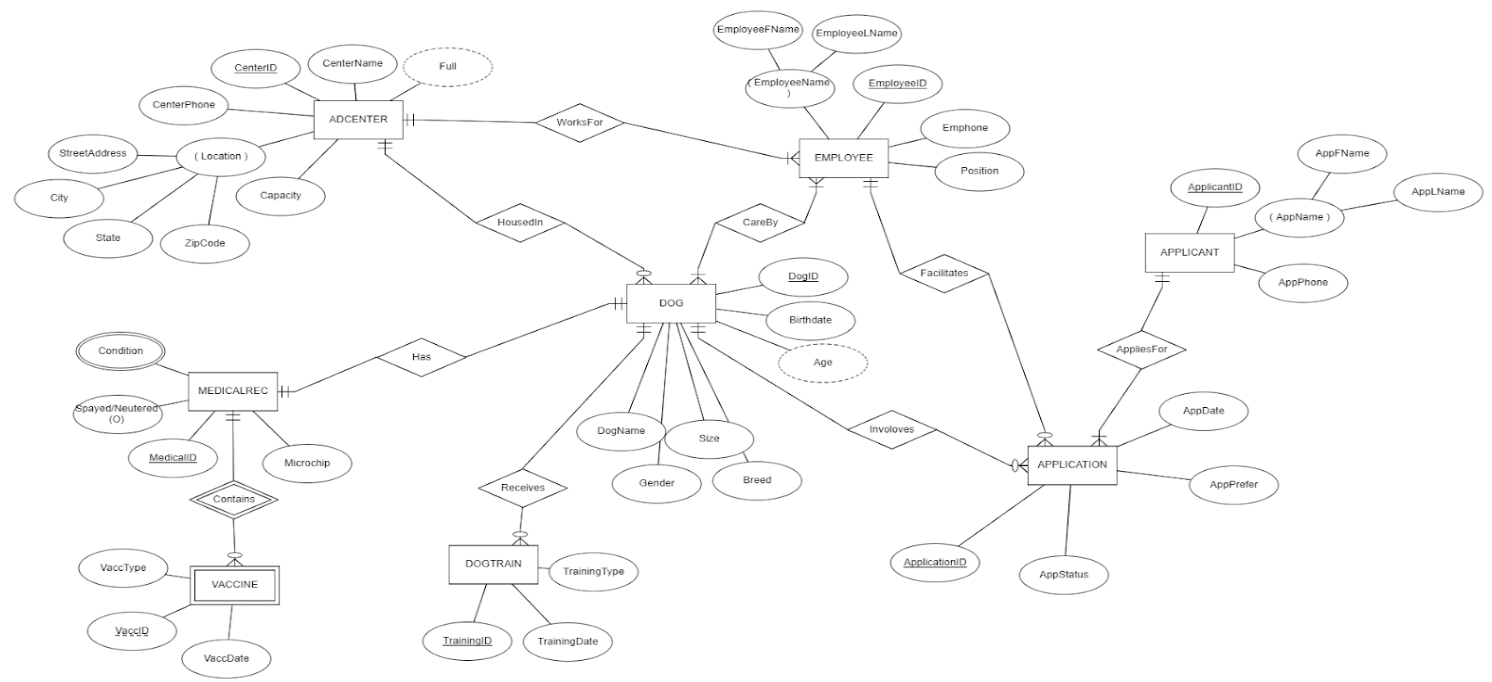 EmployeeFName
EmployeeLName
CenterID
CenterName
Full
( EmployeeName
)
EmployeeID
CenterPhone
ADCENTER
WorksFor
Emphone
StreetAddress
( Location )
EMPLOYEE
Position
AppFName
City
Capacity
ApplicantID
AppLName
State
ZipCode
HousedIn
CareBy
( AppName )
APPLICANT
Facilitates
DogID
AppPhone
DOG
Birthdate
Condition
Has
Age
AppliesFor
MEDICALREC
Spayed/Neutered
(O)
DogName
Size
Involoves
AppDate
MedicalID
Microchip
Gender
Breed
APPLICATION
AppPrefer
Contains
Receives
VaccType
VACCINE
DOGTRAIN
TrainingType
ApplicationID
AppStatus
VaccID
VaccDate
TrainingID
TrainingDate